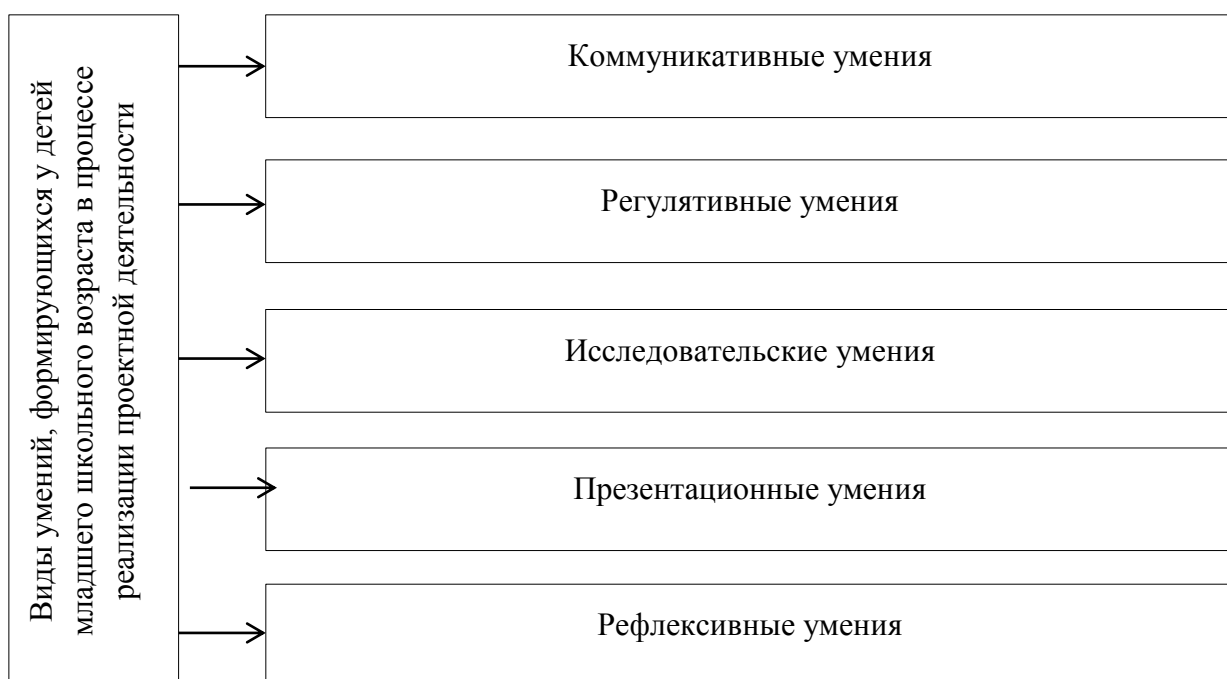 Виды умений, формирующихся у детей
младшего школьного возраста в процессе
реализации проектной деятельности
Коммуникативные умения
Регулятивные умения
Исследовательские умения
Презентационные умения
Рефлексивные умения